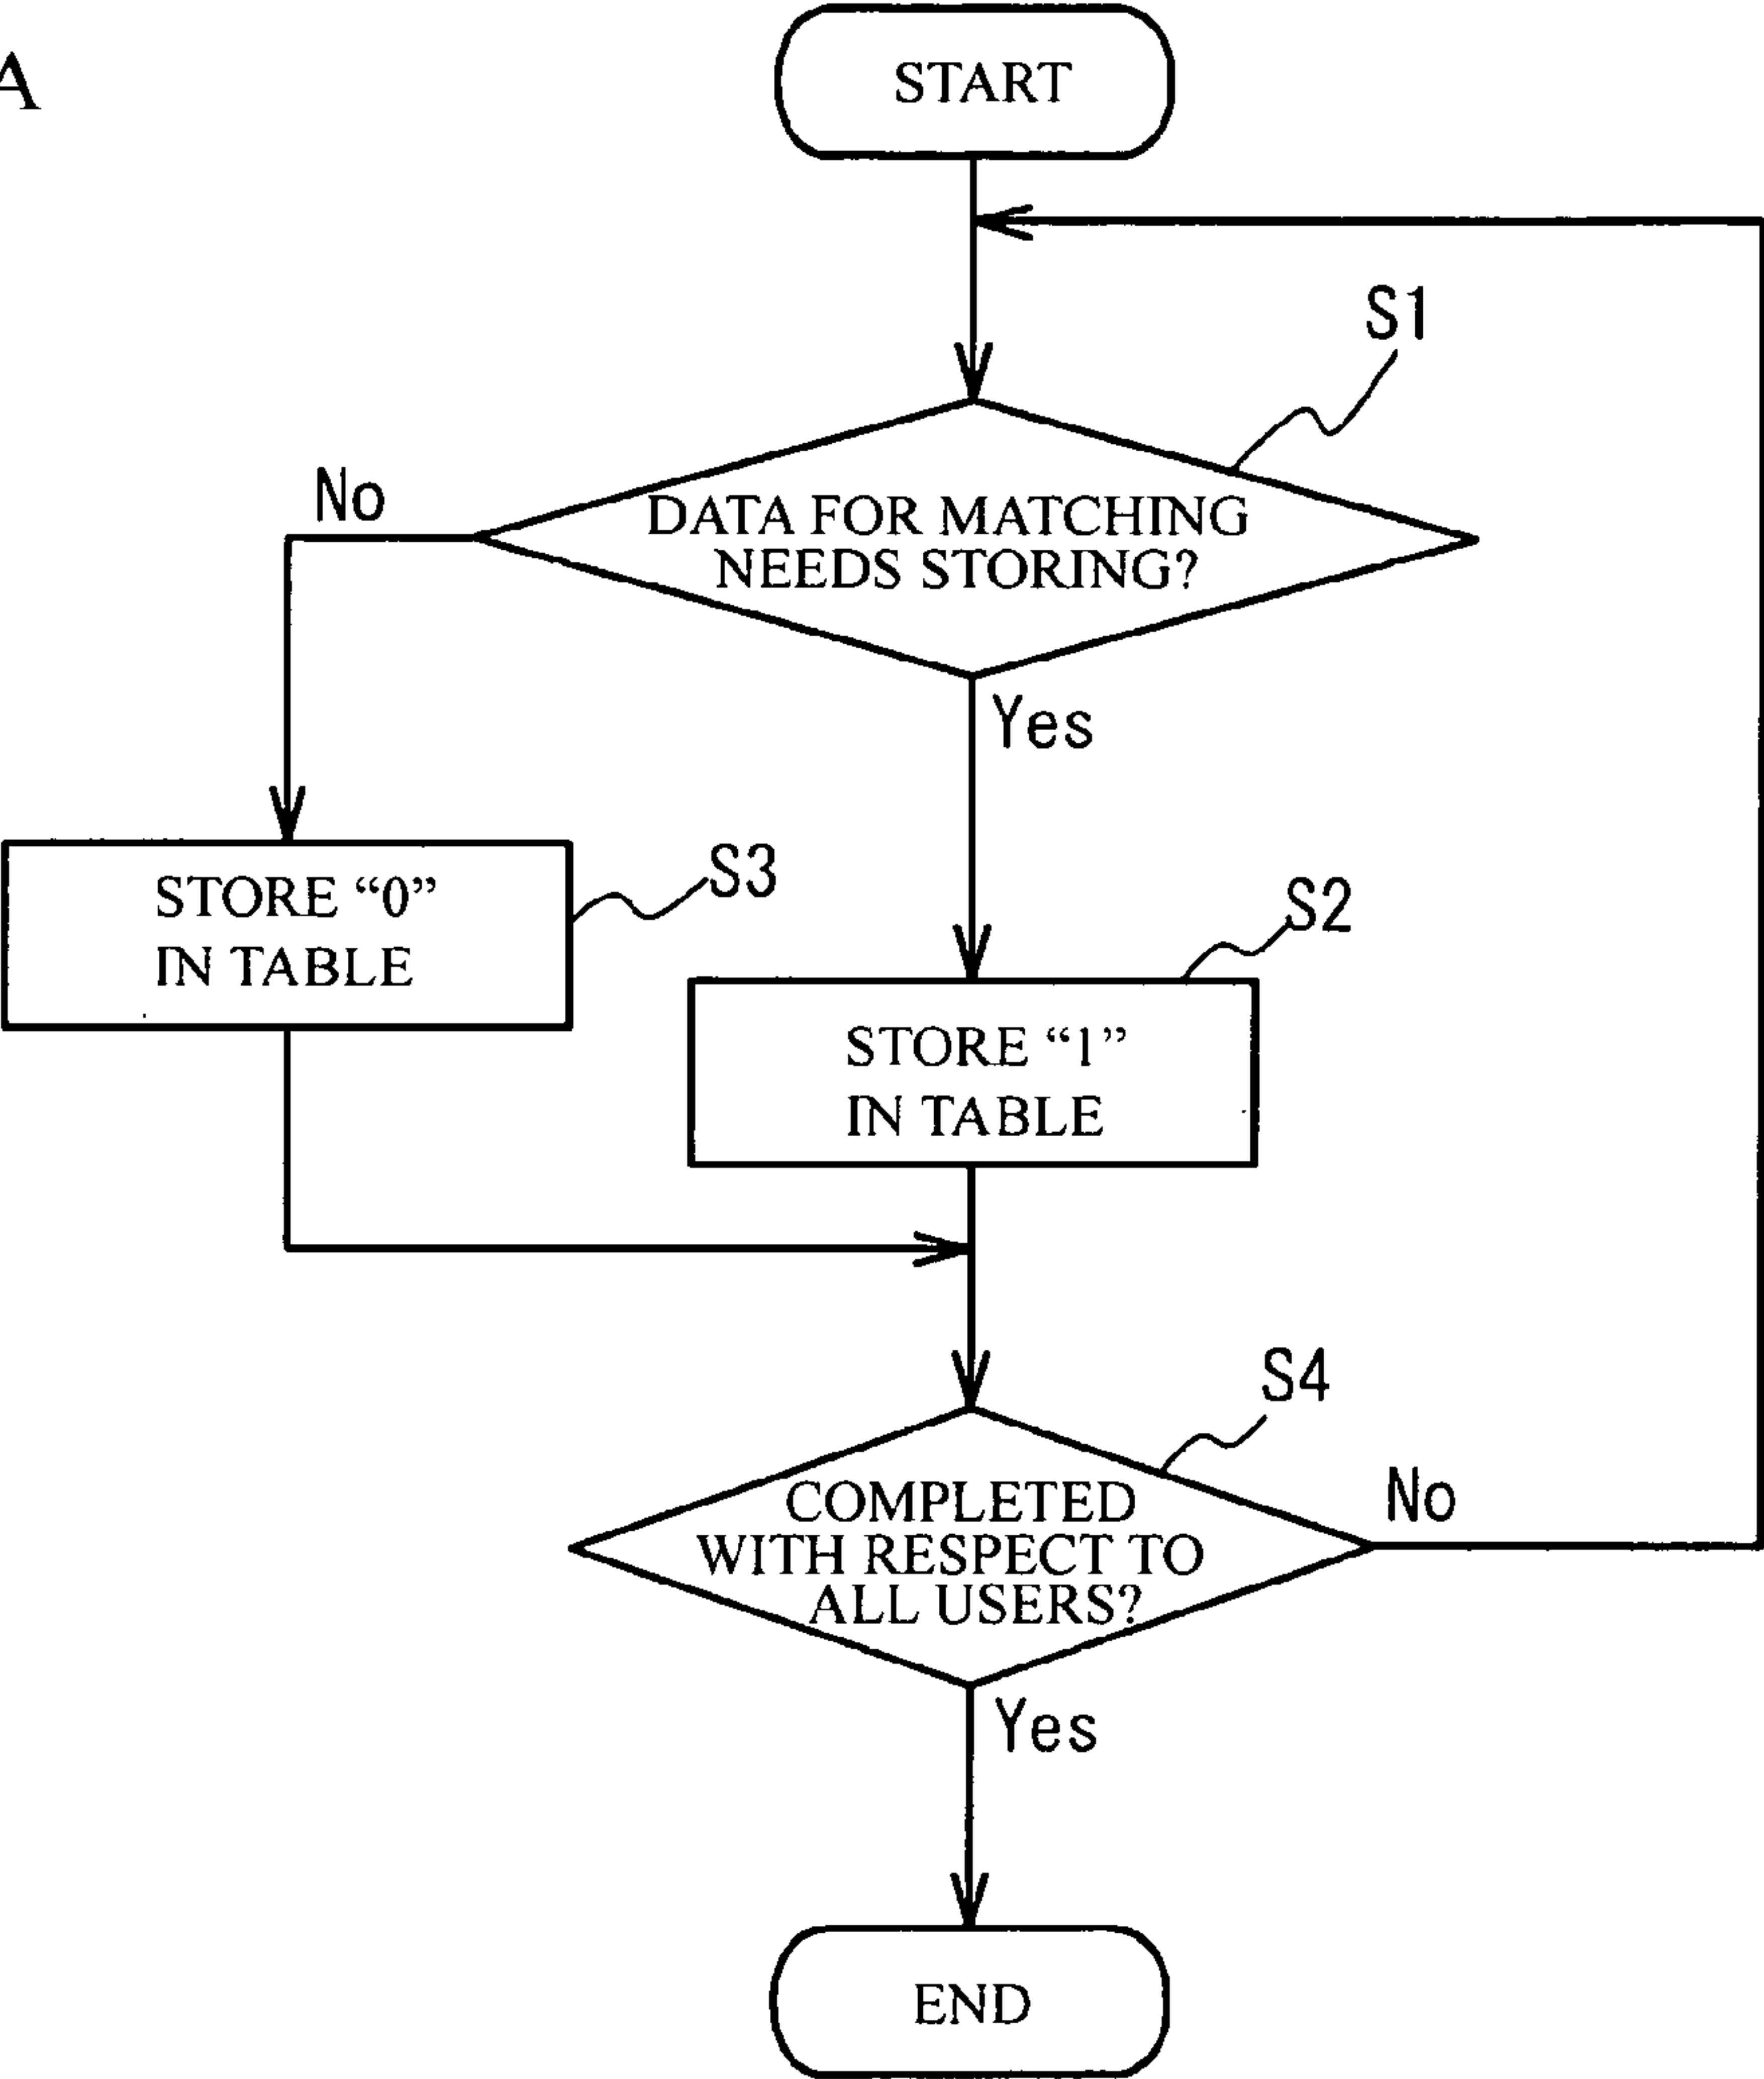 A
START
S1
No
DATA FOR MATCHING
NEEDS STORING?
Yes
STORE “0”
IN TABLE
S3
S2
STORE “1”
IN TABLE
S4
COMPLETED
WITH RESPECT TO
ALL USERS?
No
Yes
END